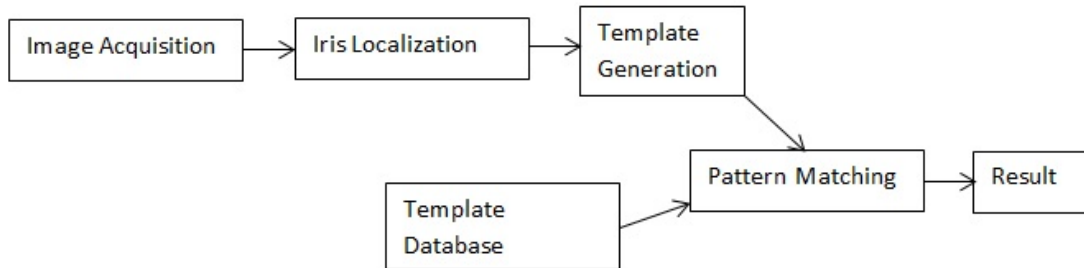 Image Acquisition
Iris Localization
Template
Generation
Pattern Matching
Result
Template
Database